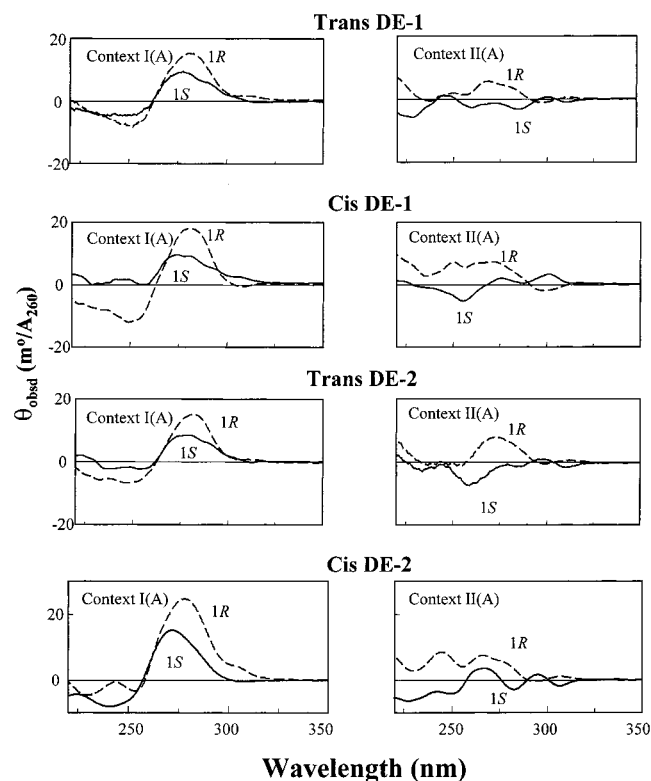 Trans DE-1
Context I(A)
1R
1S
20
0
-20
Context II(A)
1R
1S
Cis DE-1
Context I(A)
1R
1S
20
0
-20
Context II(A)
1R
1S
Trans DE-2
Context I(A)
1R
1S
20
0
-20
Context II(A)
1R
1S
Cis DE-2
Context I(A)
1R
1S
20
0
250
300
350
Context II(A)
1R
1S
250
300
350
θobsd (m°/A260)
Wavelength (nm)